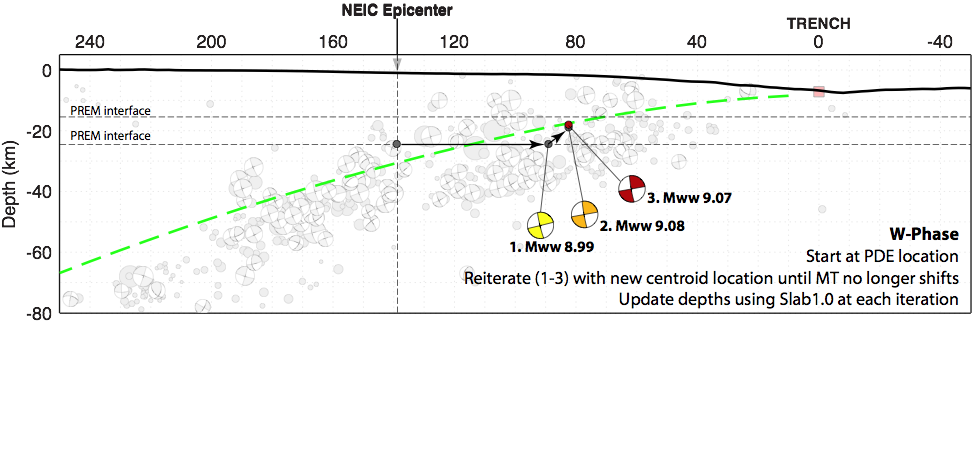 NEIC Epicenter
TRENCH
240 200 160 120 80 40 0 -40
0
PREM interface
-20
PREM interface
Depth (km)
-40
3. Mww 9.07
2. Mww 9.08
1. Mww 8.99
W-Phase
Start at PDE location
-60
Reiterate (1-3) with new centroid location until MT no longer shifts
Update depths using Slab1.0 at each iteration
-80